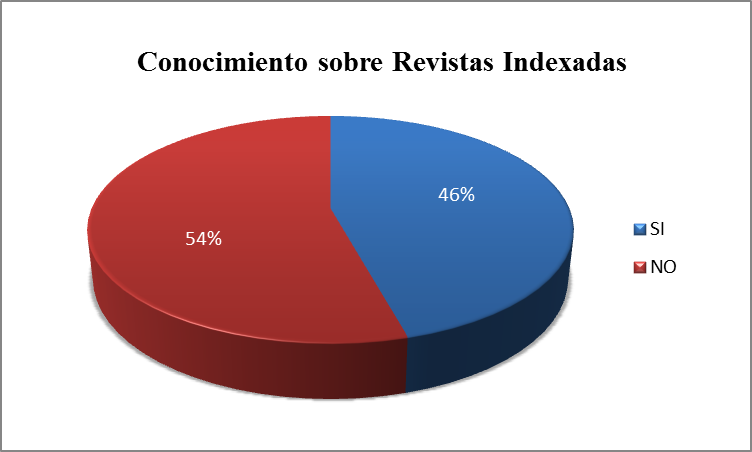 Conocimiento sobre Revistas Indexadas
46%
54%
SI
NO